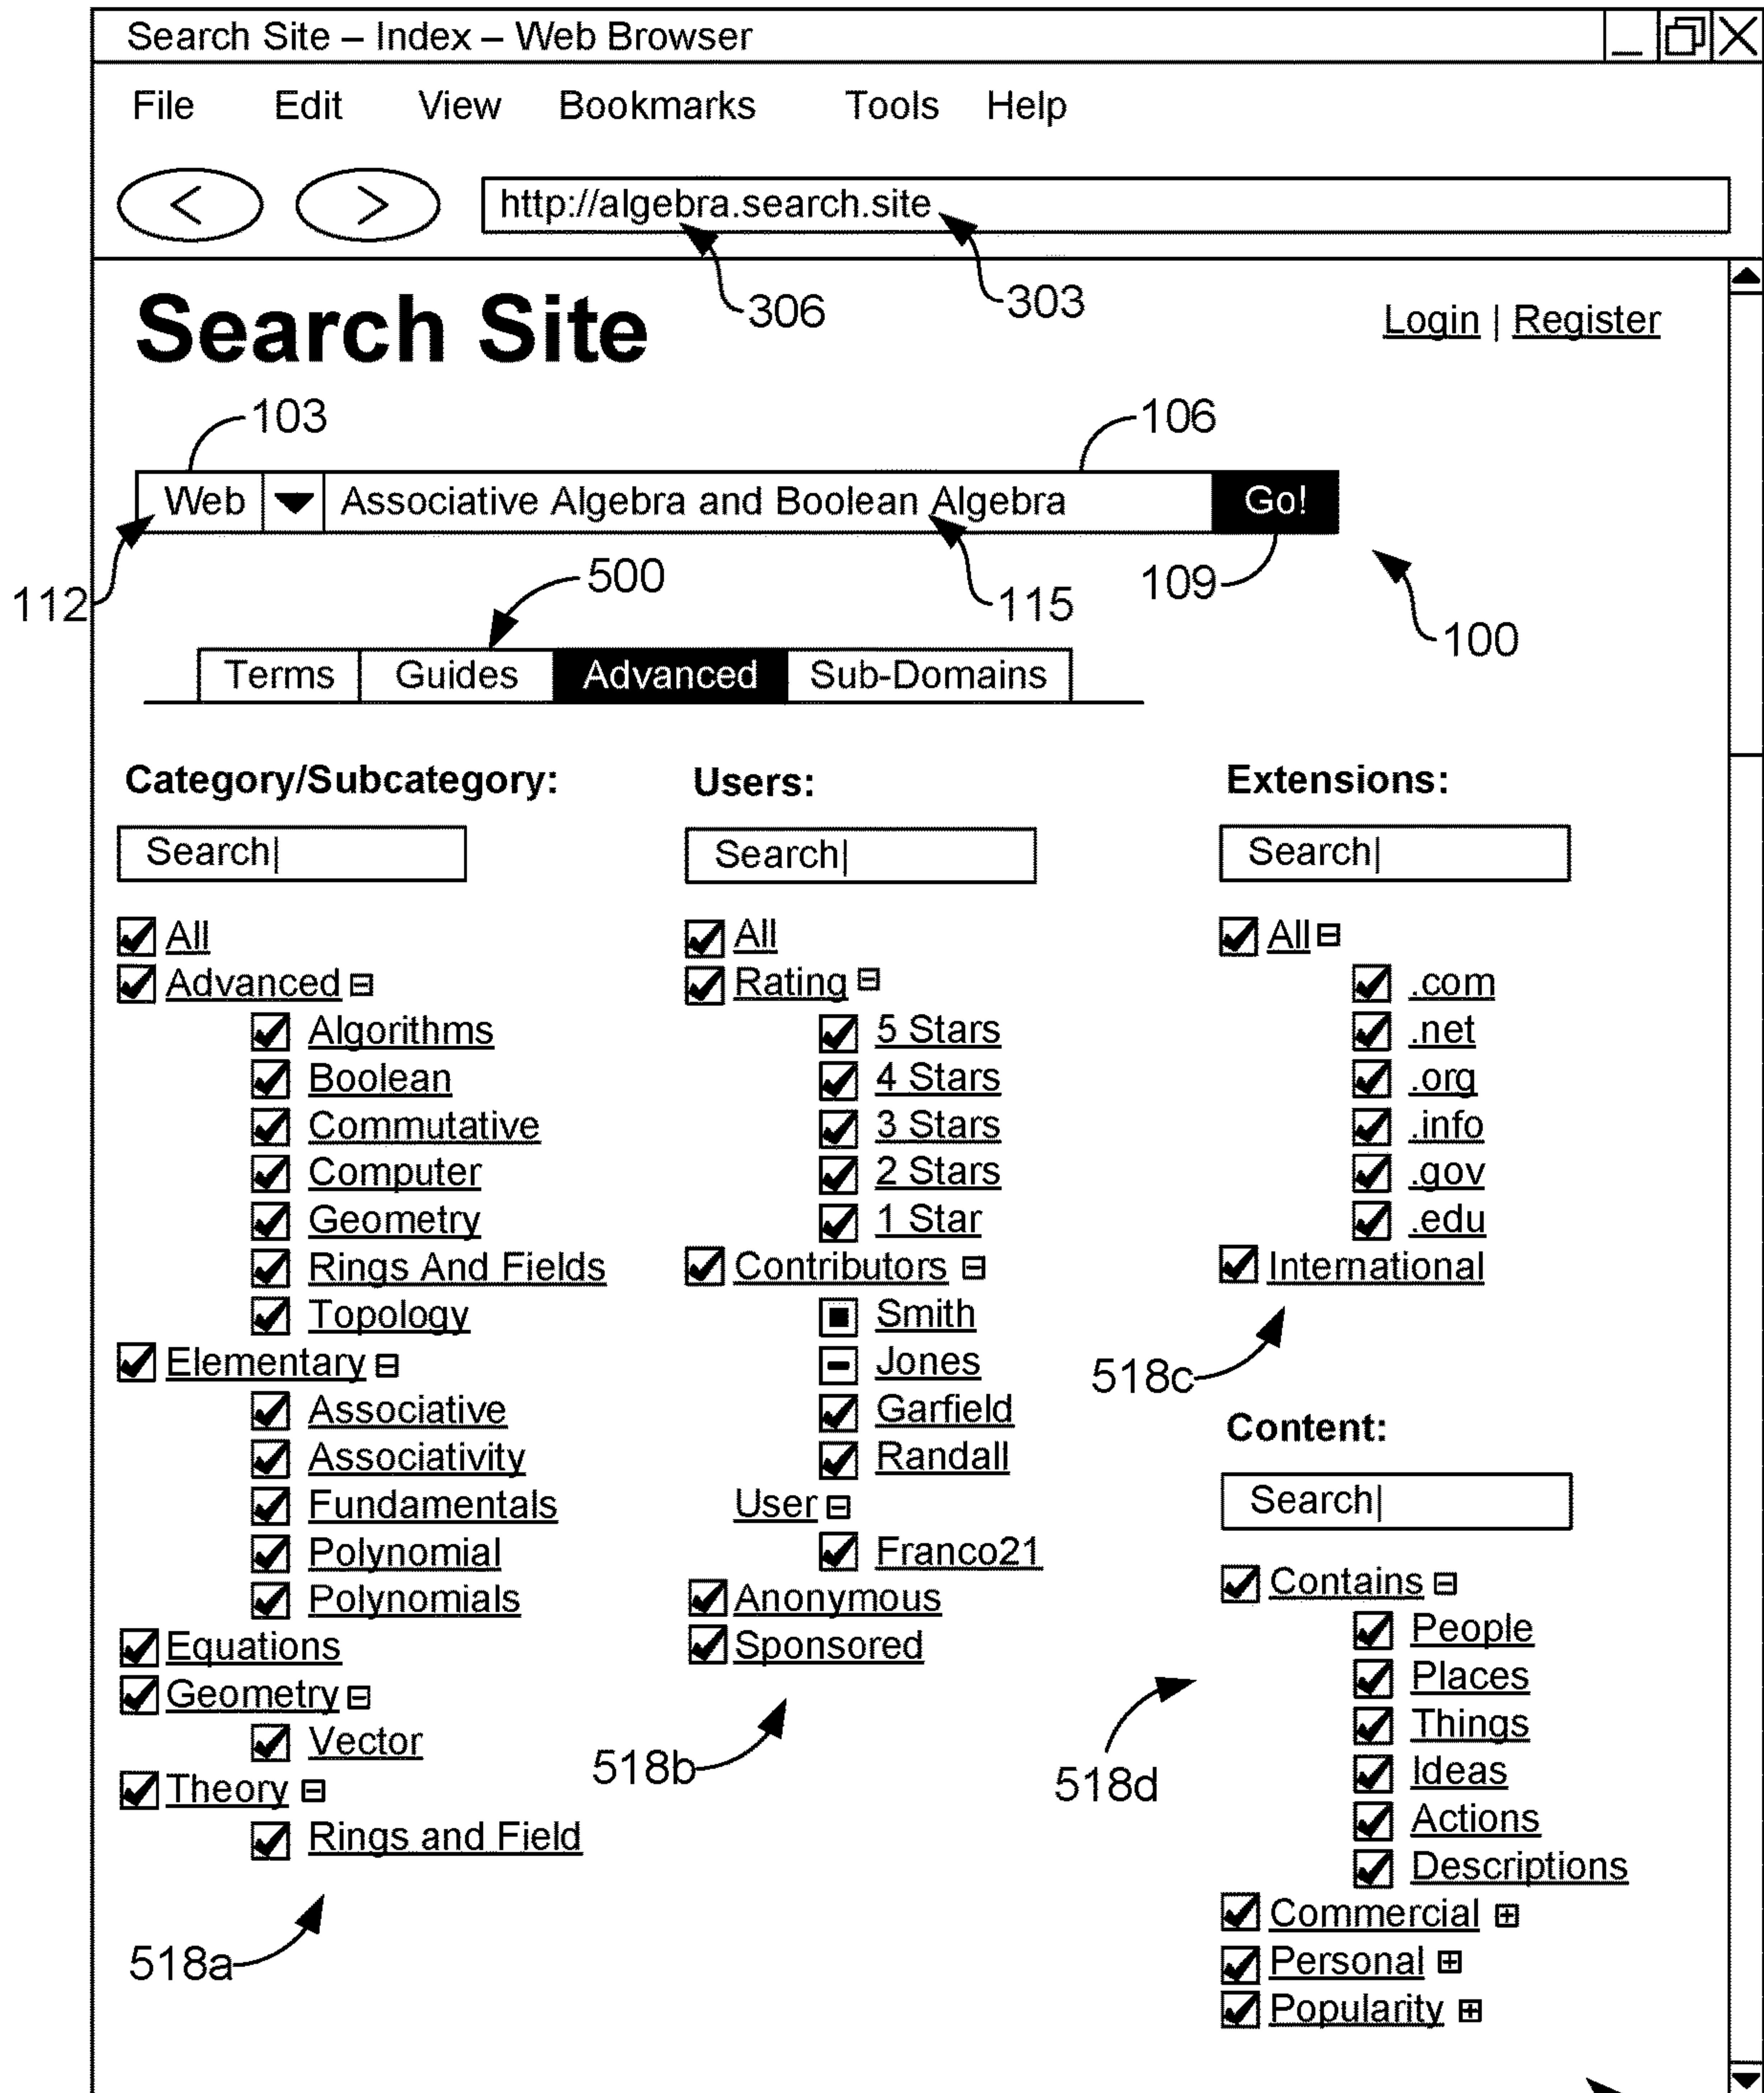 Search Site – Index – Web Browser
File Edit View Bookmarks Tools Help
< > http://algebra.search.site
306
303
Search Site
Login | Register
103
106
Web Associative Algebra and Boolean Algebra Go!
112
500
115
109
100
Terms Guides Advanced Sub-Domains
Category/Subcategory:
Search|
All
Advanced
Algorithms
Boolean
Commutative
Computer
Geometry
Rings And Fields
Topology
Elementary
Associative
Associativity
Fundamentals
Polynomial
Polynomials
Equations
Geometry
Vector
Theory
Rings and Field
518a
Users:
Search|
All
Rating
5 Stars
4 Stars
3 Stars
2 Stars
1 Star
Contributors
Smith
Jones
Garfield
Randall
User
Franco21
Anonymous
Sponsored
518b
Extensions:
Search|
All
.com
.net
.org
.info
.gov
.edu
International
518c
Content:
Search|
Contains
People
Places
Things
Ideas
Actions
Descriptions
Commercial
Personal
Popularity
518d